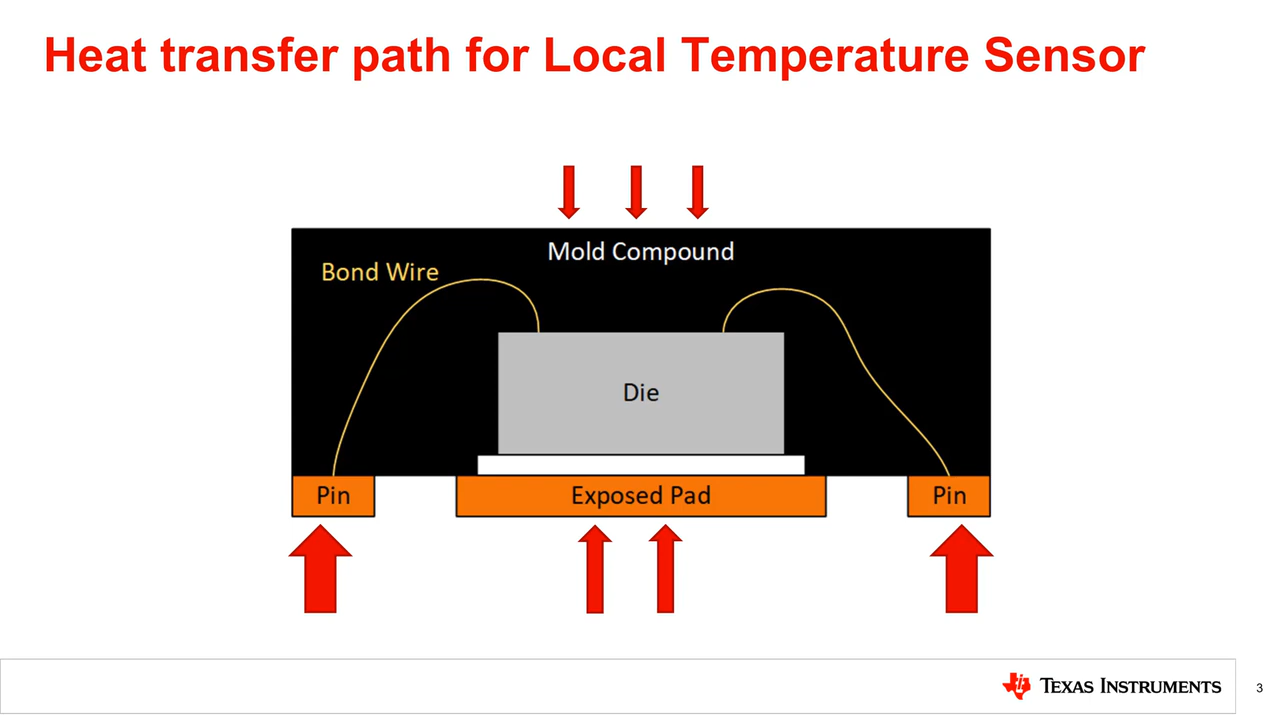 Heat transfer path for Local Temperature Sensor
Mold Compound
Bond Wire
Die
Pin
Exposed Pad
Pin
TEXAS INSTRUMENTS
3